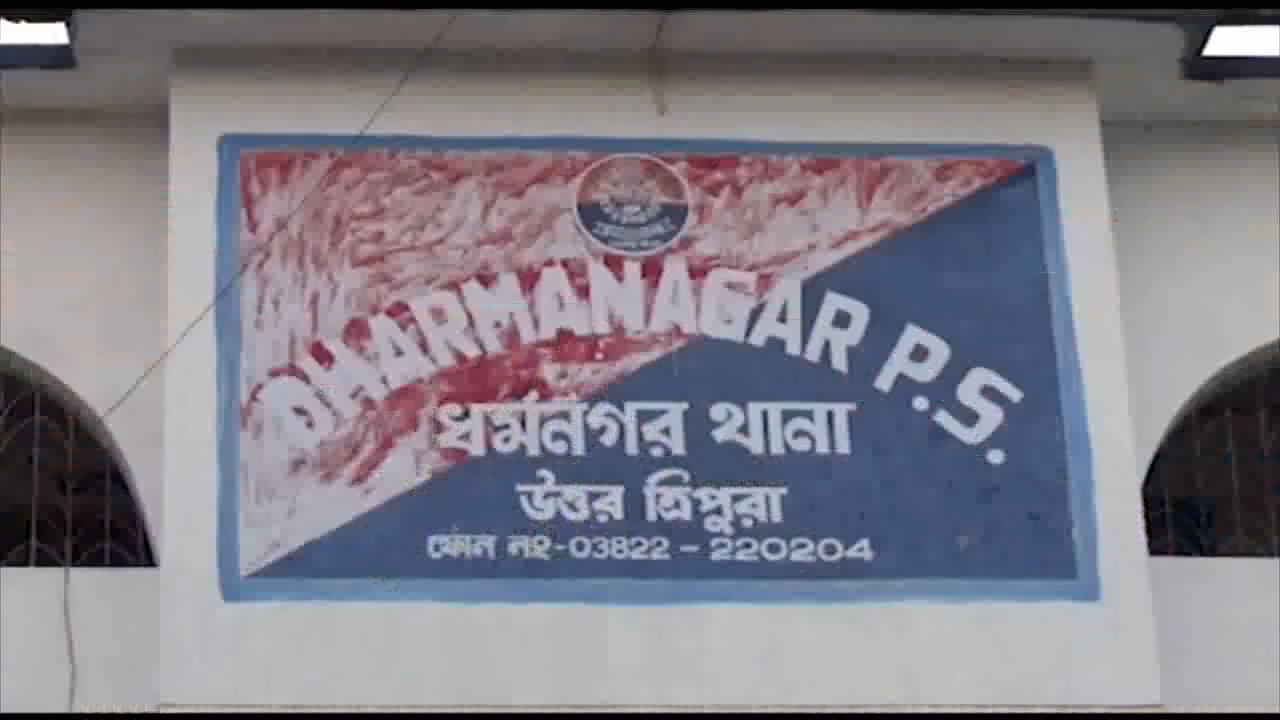 DHARMANAGAR P.S.
ধর্মনগর থানা
উত্তর ত্রিপুরা
ফোন নং-03822 - 220204